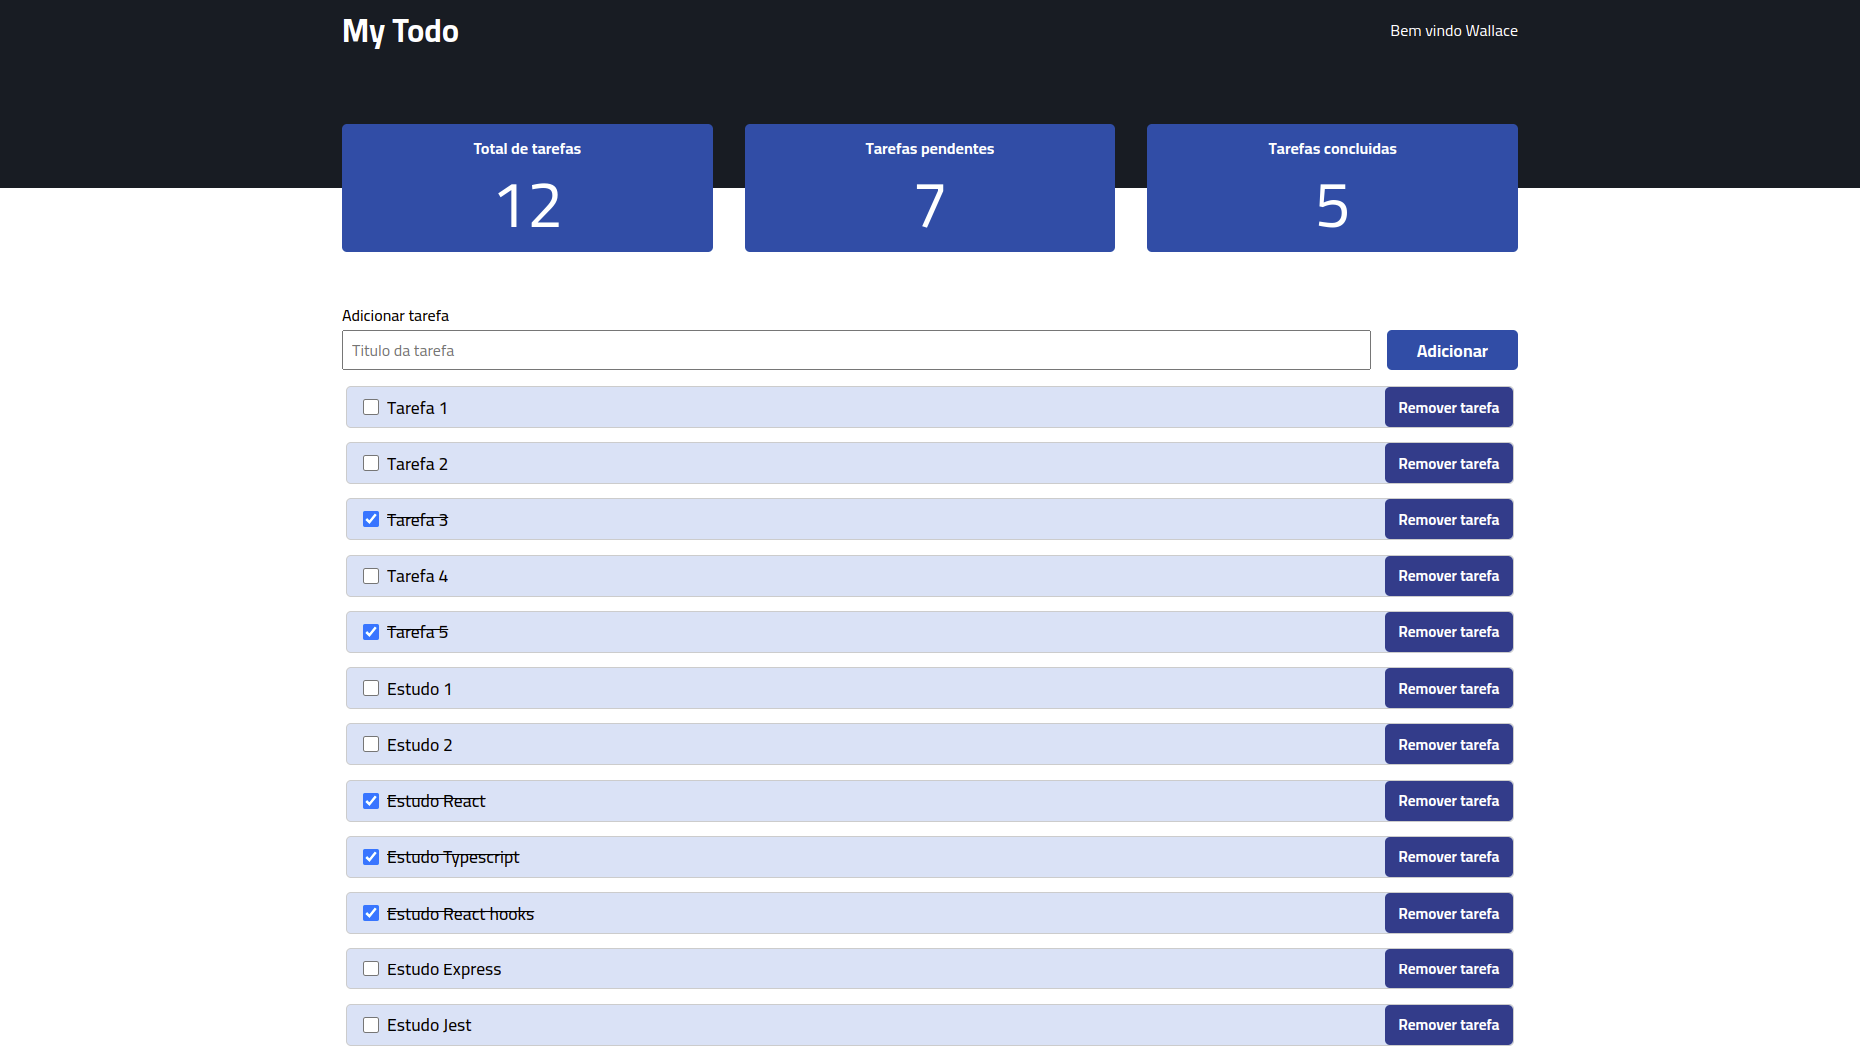 My Todo
Bem vindo Wallace
Total de tarefas
12
Tarefas pendentes
7
Tarefas concluidas
5
Adicionar tarefa
Titulo da tarefa
Adicionar
Tarefa 1
Remover tarefa
Tarefa 2
Remover tarefa
Tarefa 3
Remover tarefa
Tarefa 4
Remover tarefa
Tarefa 5
Remover tarefa
Estudo 1
Remover tarefa
Estudo 2
Remover tarefa
Estudo React
Remover tarefa
Estudo Typescript
Remover tarefa
Estudo React hooks
Remover tarefa
Estudo Express
Remover tarefa
Estudo Jest
Remover tarefa